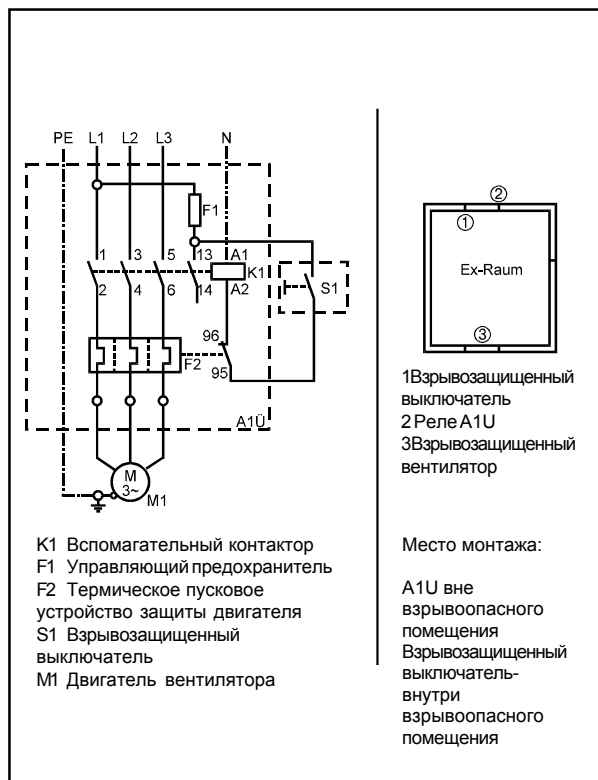 PE L1 L2 L3 N
F1
1 3 5 13 A1
K1
2 4 6 14 A2
S1
96
F2
95
A1Ü
M
3~
M1
K1 Вспомагательный контактор
F1 Управляющий предохранитель
F2 Термическое пусковое
устройство защиты двигателя
S1 Взрывозащищенный
выключатель
M1 Двигатель вентилятора
2
1
Ex-Raum
3
1Взрывозащищенный
выключатель
2 Реле A1U
3Взрывозащищенный
вентилятор
Место монтажа:
A1U вне
взрывоопасного
помещения
Взрывозащищенный
выключатель-
внутри
взрывоопасного
помещения